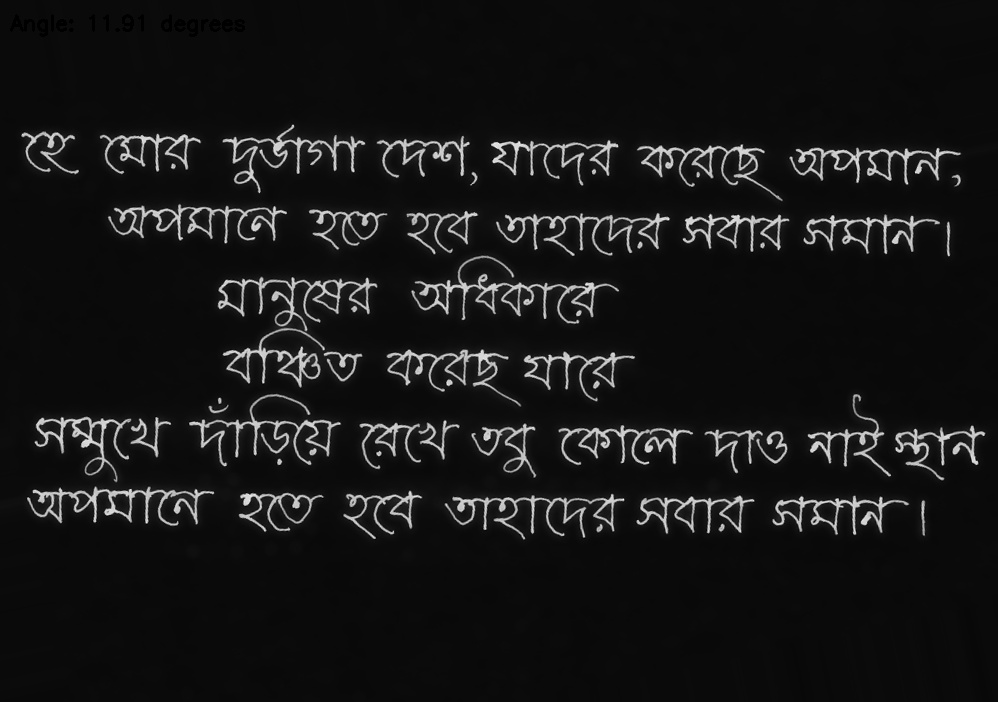 Angle: 11.91 degrees
হে মোর দুর্ভাগা দেশ, যাদের করেছে অপমান,
অপমানে হতে হবে তাহাদের সবার সমান।
মানুষের অধিকারে
বঞ্চিত করেছ যারে
সম্মুখে দাঁড়িয়ে রেখে তবু কোলে দাও নাই স্থান
অপমানে হতে হবে তাহাদের সবার সমান।